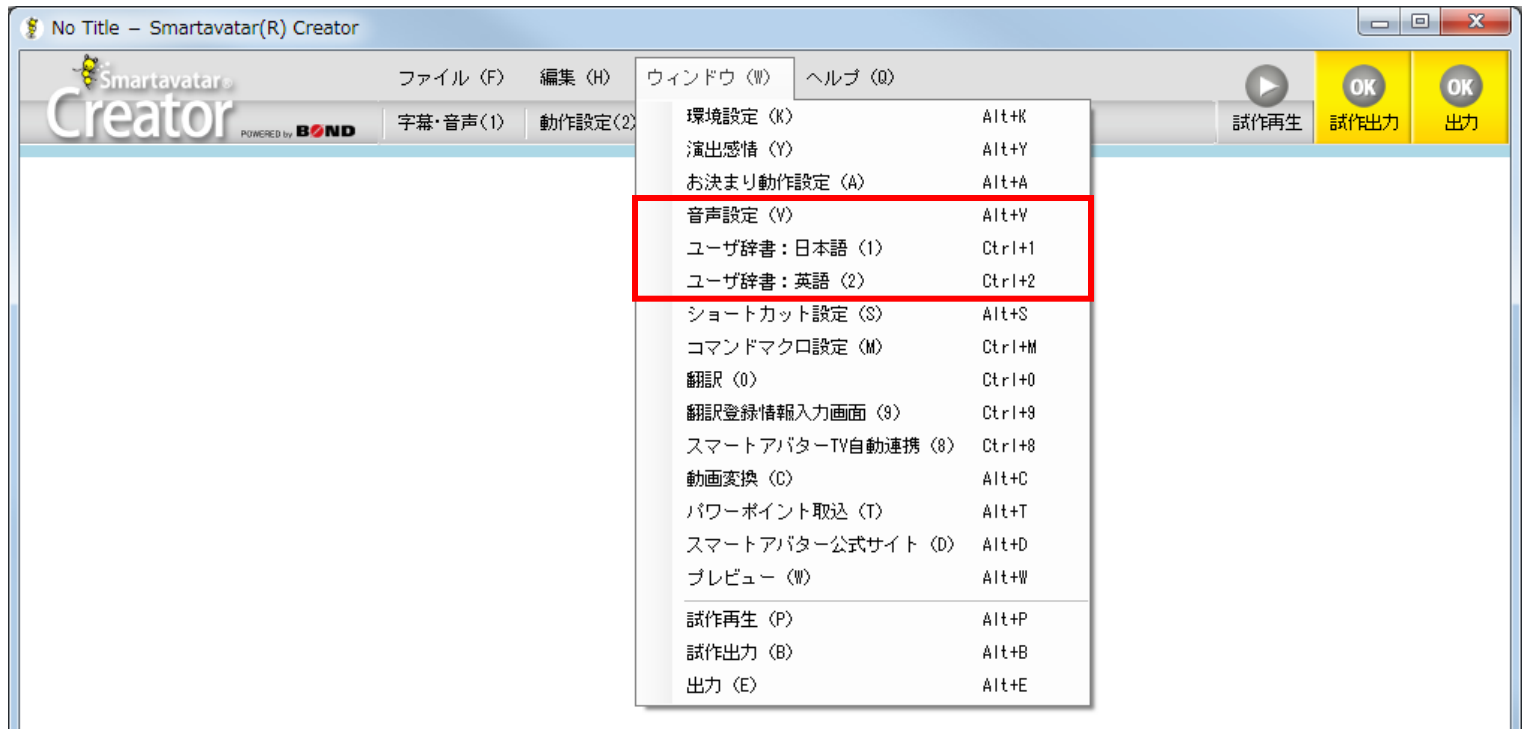 No Title – Smartavatar(R) Creator
Smartavatar®
Creator POWERED by BOND
ファイル (F) 編集 (H) ウィンドウ (W) ヘルプ (Q)
字幕・音声(1) 動作設定(2)
試作再生
OK 試作出力
OK 出力
環境設定 (K) Alt+K
演出感情 (Y) Alt+Y
お決まり動作設定 (A) Alt+A
音声設定 (V) Alt+V
ユーザ辞書：日本語 (1) Ctrl+1
ユーザ辞書：英語 (2) Ctrl+2
ショートカット設定 (S) Alt+S
コマンドマクロ設定 (M) Ctrl+M
翻訳 (0) Ctrl+0
翻訳登録情報入力画面 (9) Ctrl+9
スマートアバターTV自動連携 (8) Ctrl+8
動画変換 (C) Alt+C
パワーポイント取込 (T) Alt+T
スマートアバター公式サイト (D) Alt+D
プレビュー (W) Alt+W
試作再生 (P) Alt+P
試作出力 (B) Alt+B
出力 (E) Alt+E